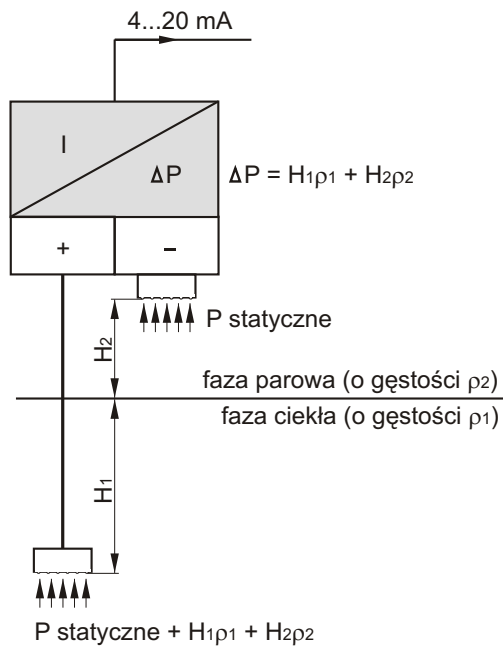 4...20 mA
I
ΔP
ΔP = H₁ρ₁ + H₂ρ₂
+
–
P statyczne
H₂
faza parowa (o gęstości ρ₂)
faza ciekła (o gęstości ρ₁)
H₁
P statyczne + H₁ρ₁ + H₂ρ₂